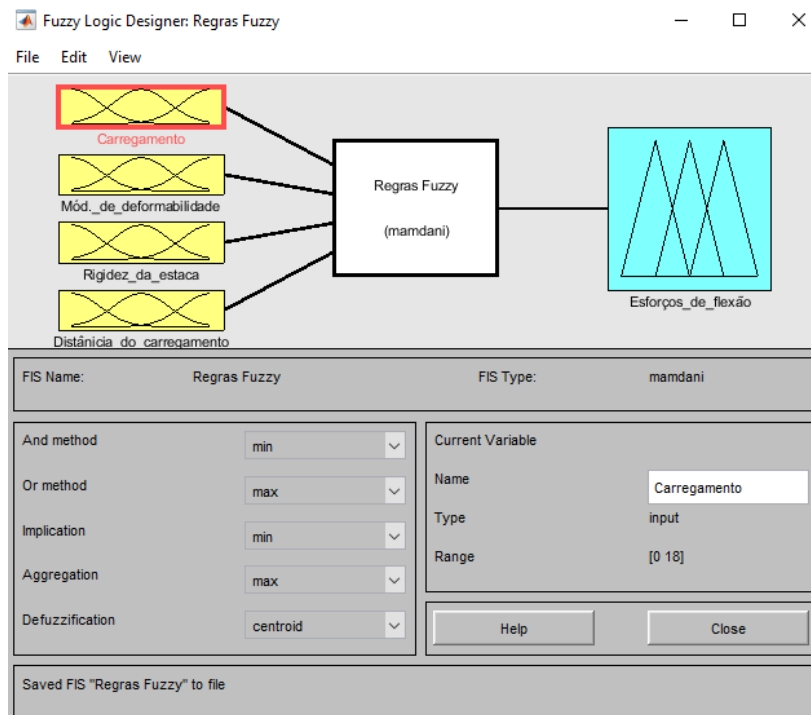 Fuzzy Logic Designer: Regras Fuzzy
File Edit View
Carregamento
Mód._de_deformabilidade
Rigidez_da_estaca
Distânicia_do_carregamento
Regras Fuzzy
(mamdani)
Esforços_de_flexão
FIS Name: Regras Fuzzy FIS Type: mamdani
And method min
Or method max
Implication min
Aggregation max
Defuzzification centroid
Current Variable
Name Carregamento
Type input
Range [0 18]
Help Close
Saved FIS "Regras Fuzzy" to file